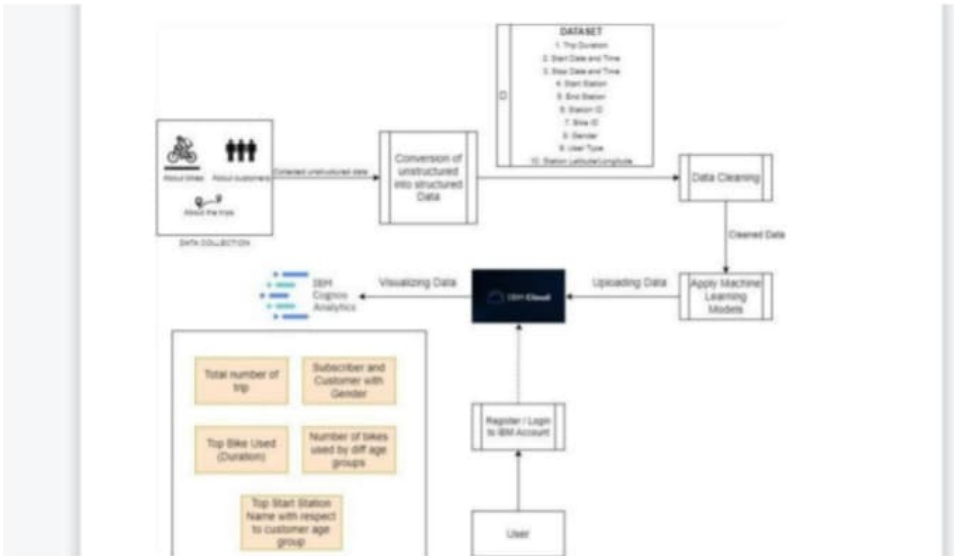 DATASET
1. Trip Duration
2. Start Date and Time
3. Stop Date and Time
4. Start Station
5. End Station
6. Station ID
7. Bike ID
8. Gender
9. User Type
10. Station Latitude/Longitude
About bikes
About customers
About the trips
DATA COLLECTION
Collected unstructured data
Conversion of
unstructured
into structured
Data
Data Cleaning
Cleaned Data
Apply Machine
Learning
Models
Uploading Data
IBM Cloud
Visualizing Data
IBM
Cognos
Analytics
Total number of
trip
Subscriber and
Customer with
Gender
Top Bike Used
(Duration)
Number of bikes
used by diff age
groups
Top Start Station
Name with respect
to customer age
group
Register / Login
to IBM Account
User